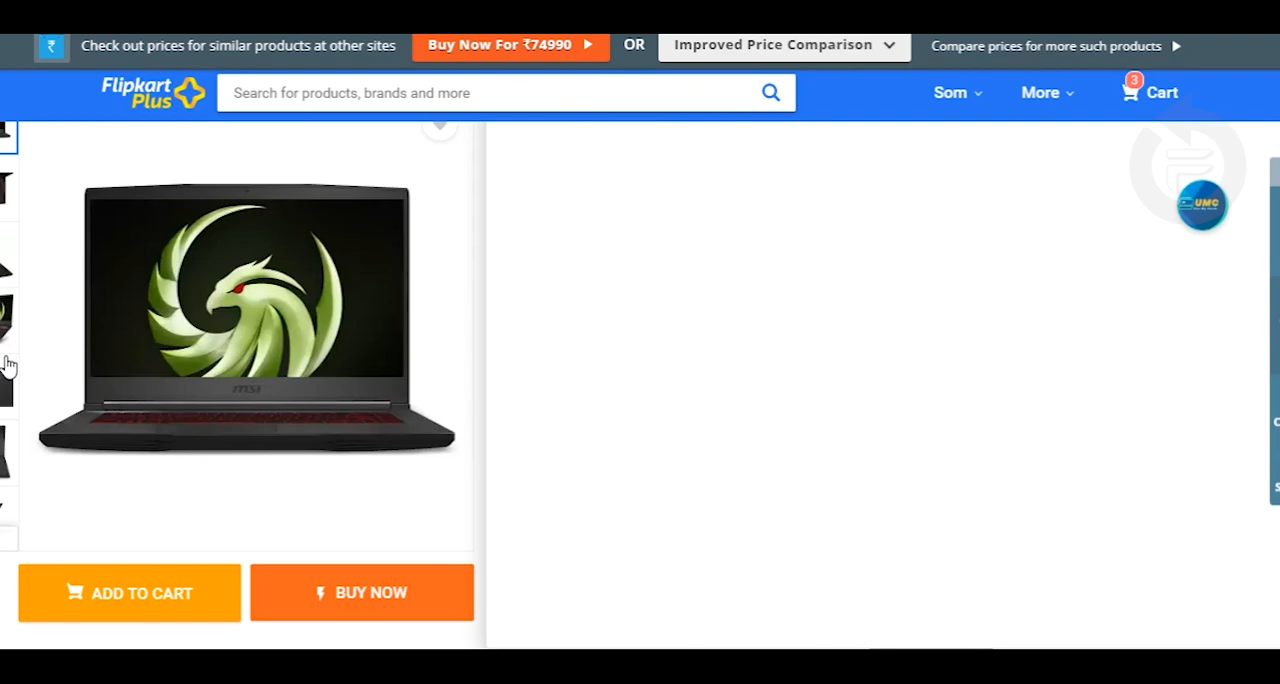 ₹ Check out prices for similar products at other sites Buy Now For ₹74990 OR Improved Price Comparison Compare prices for more such products
Flipkart
Plus
Search for products, brands and more
Som
More
3
Cart
UMC
msi
ADD TO CART
BUY NOW